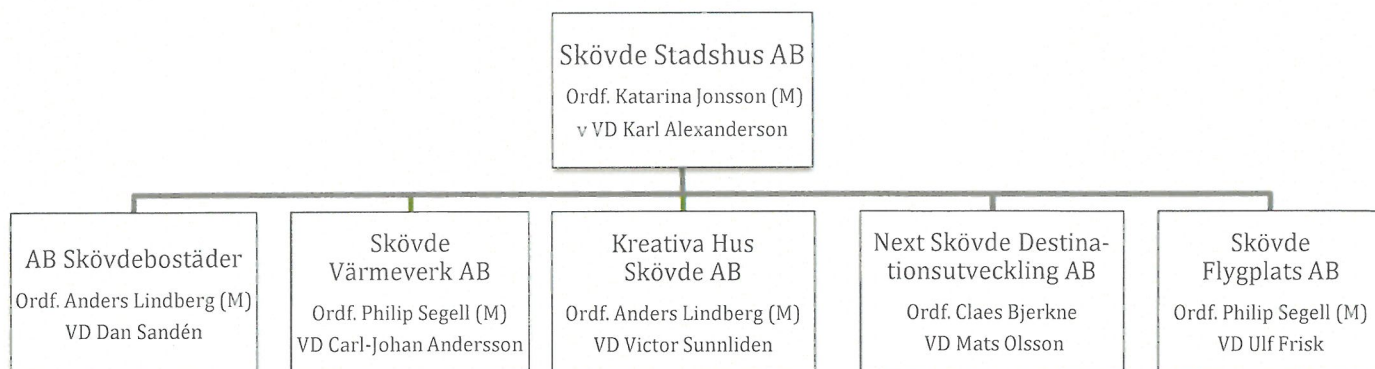 Skövde Stadshus AB
Ordf. Katarina Jonsson (M)
v VD Karl Alexanderson
AB Skövdebostäder
Ordf. Anders Lindberg (M)
VD Dan Sandén
Skövde
Värmeverk AB
Ordf. Philip Segell (M)
VD Carl-Johan Andersson
Kreativa Hus
Skövde AB
Ordf. Anders Lindberg (M)
VD Victor Sunnliden
Next Skövde Destina-
tionsutveckling AB
Ordf. Claes Bjerkne
VD Mats Olsson
Skövde
Flygplats AB
Ordf. Philip Segell (M)
VD Ulf Frisk